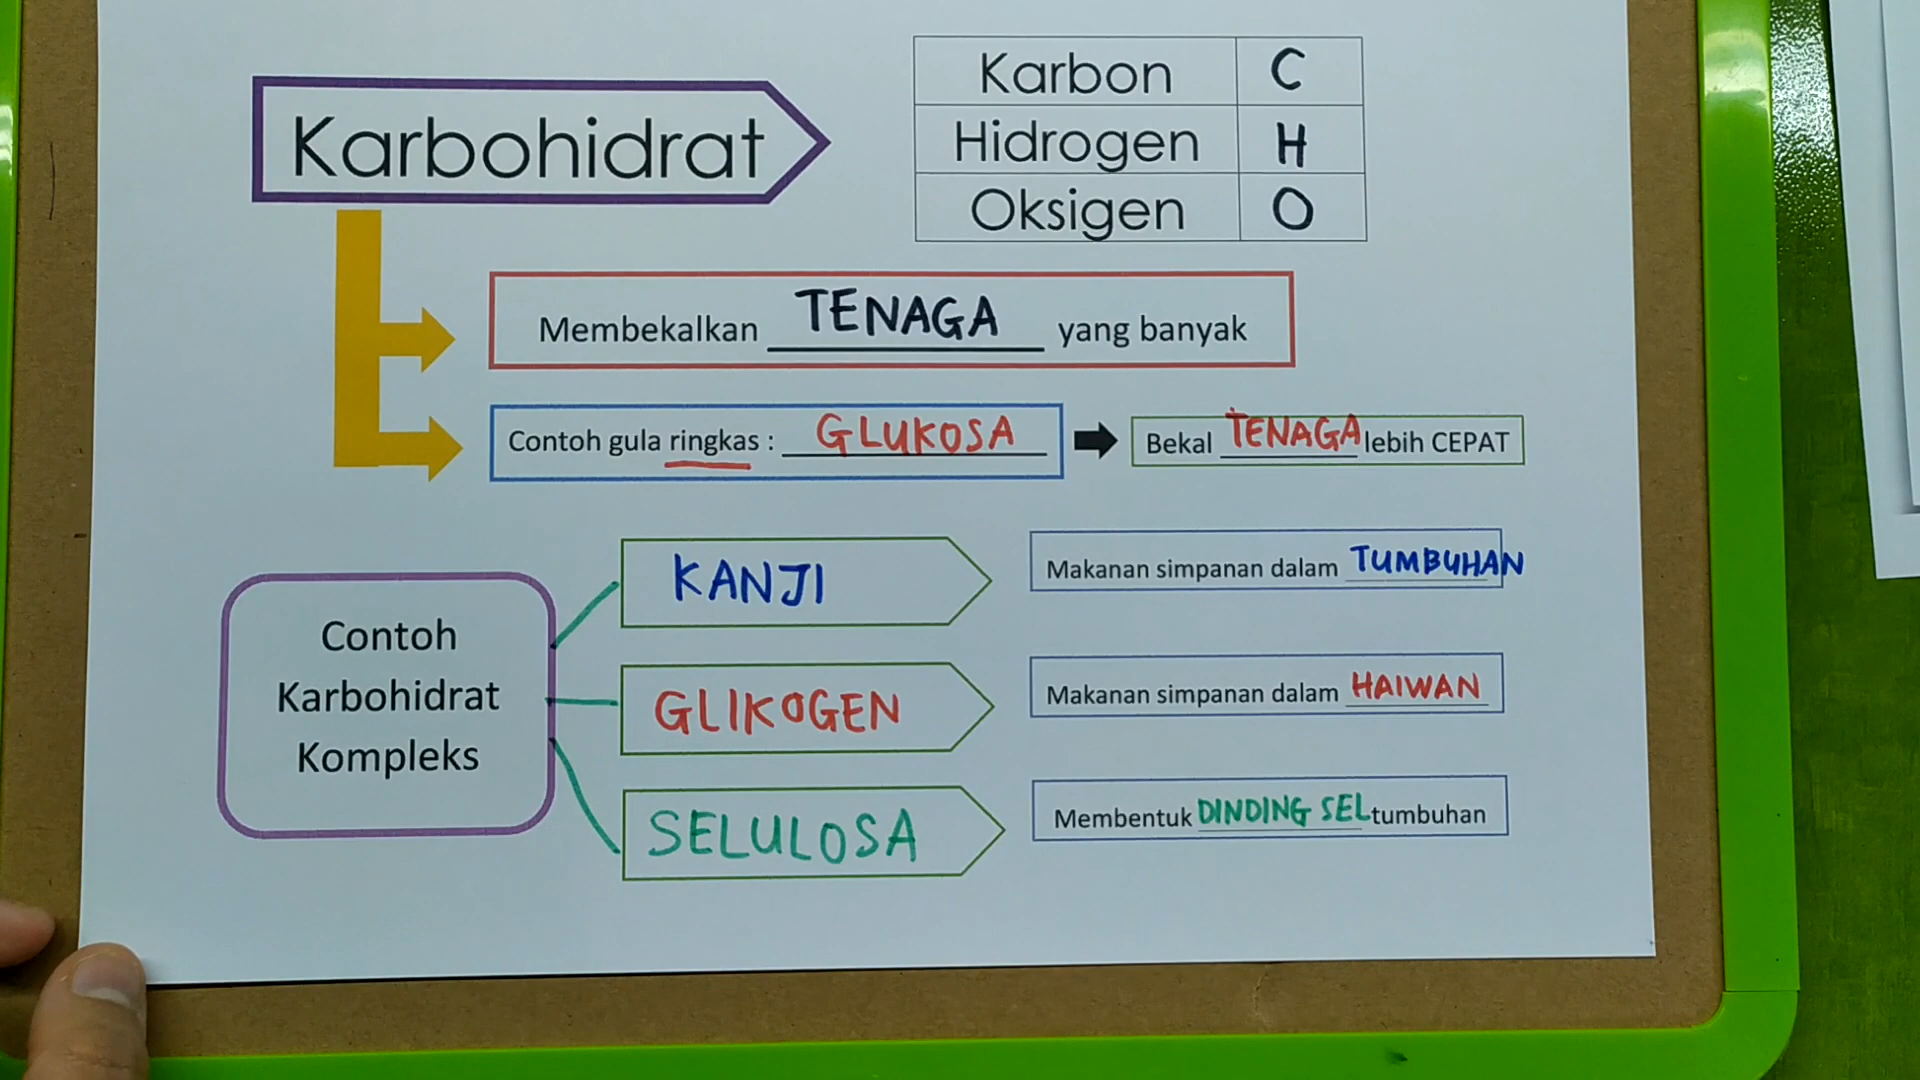 Karbohidrat
Karbon C
Hidrogen H
Oksigen O
Membekalkan TENAGA yang banyak
Contoh gula ringkas : GLUKOSA
Bekal TENAGA lebih CEPAT
Contoh
Karbohidrat
Kompleks
KANJI
Makanan simpanan dalam TUMBUHAN
GLIKOGEN
Makanan simpanan dalam HAIWAN
SELULOSA
Membentuk DINDING SEL tumbuhan